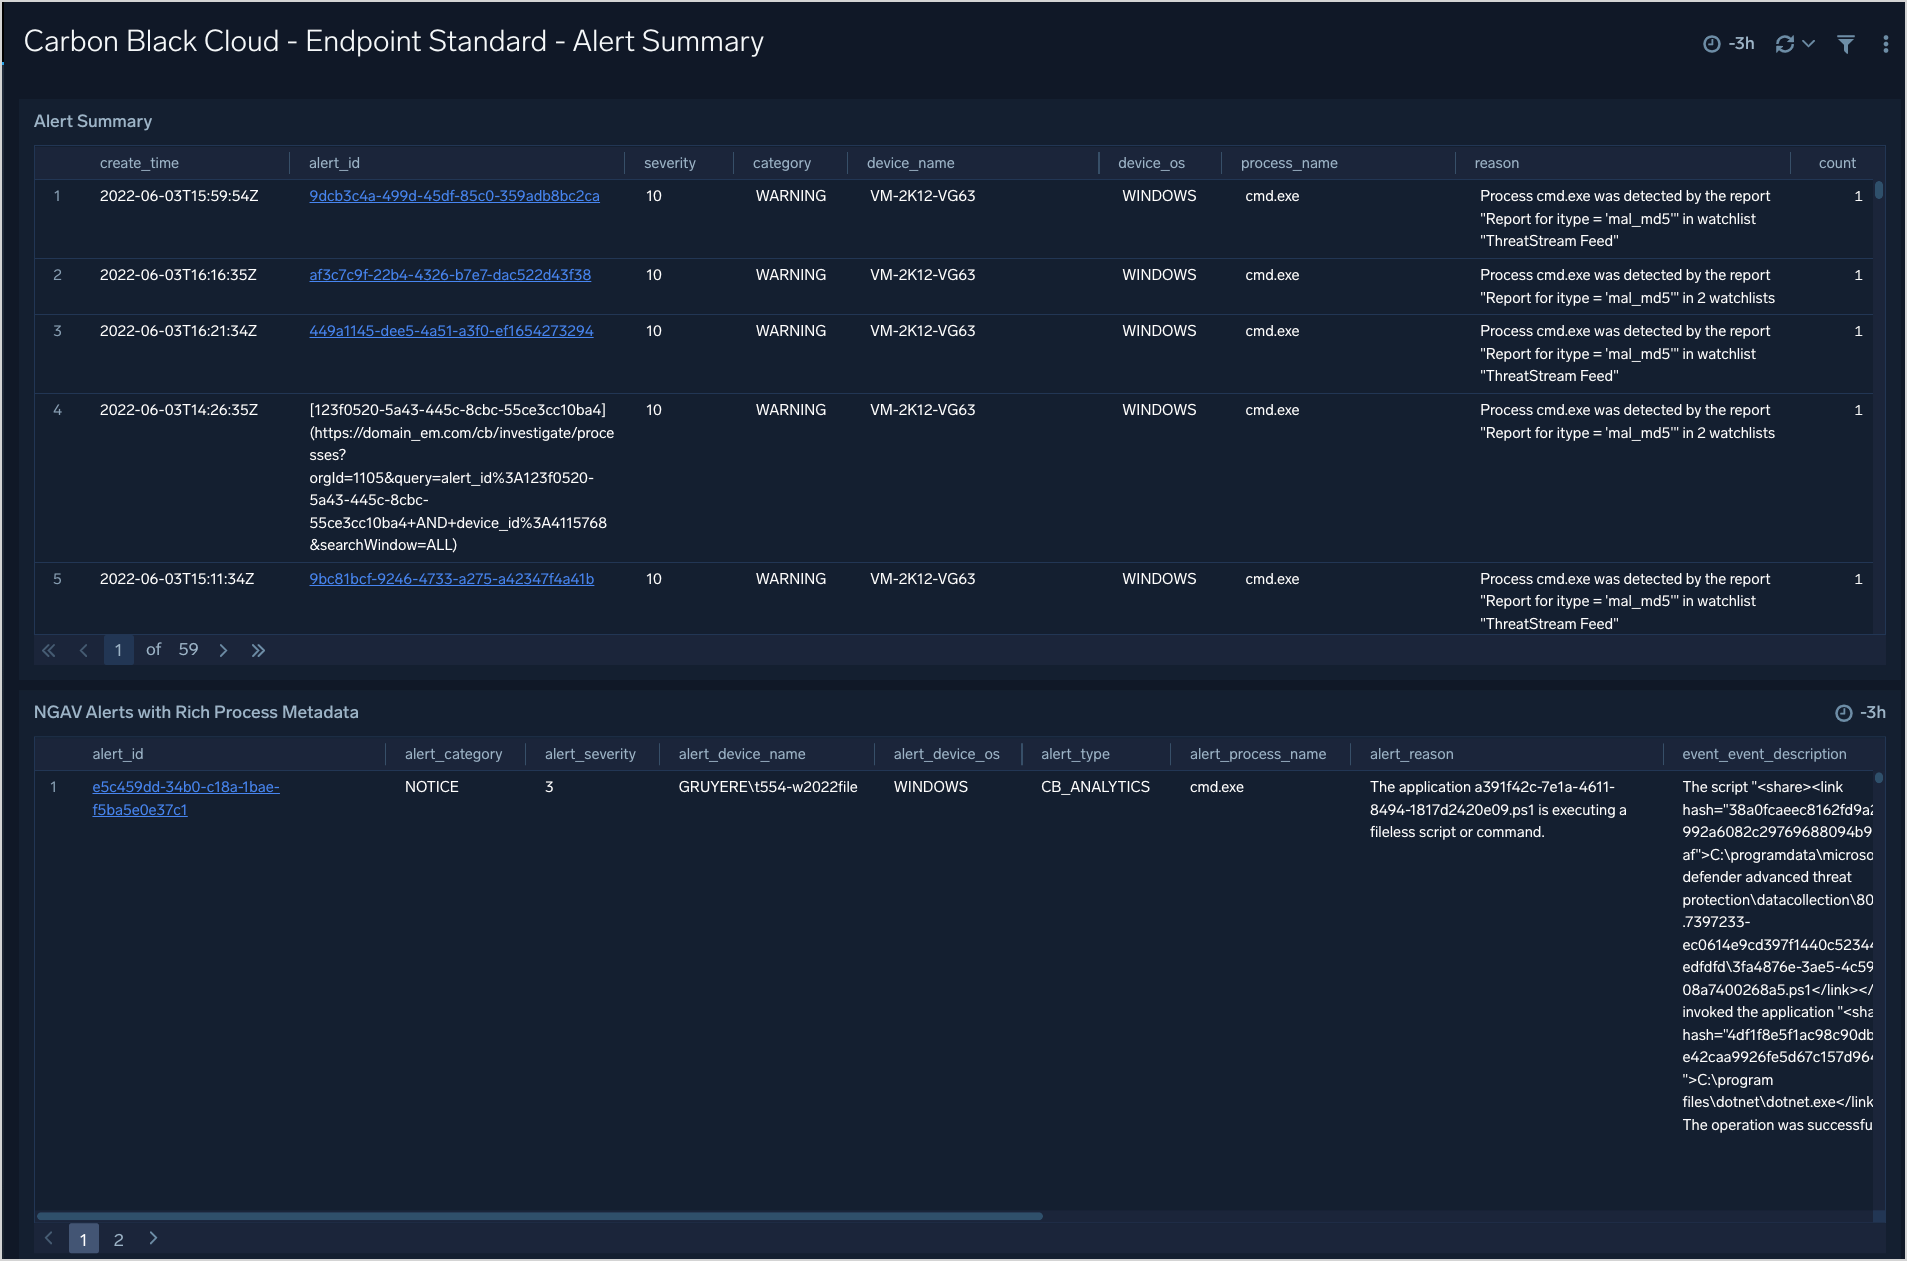 Carbon Black Cloud - Endpoint Standard - Alert Summary
-3h
Alert Summary
create_time alert_id severity category device_name device_os process_name reason count
1 2022-06-03T15:59:54Z 9dcb3c4a-499d-45df-85c0-359adb8bc2ca 10 WARNING VM-2K12-VG63 WINDOWS cmd.exe Process cmd.exe was detected by the report 1
"Report for itype = 'mal_md5'" in watchlist
"ThreatStream Feed"
2 2022-06-03T16:16:35Z af3c7c9f-22b4-4326-b7e7-dac522d43f38 10 WARNING VM-2K12-VG63 WINDOWS cmd.exe Process cmd.exe was detected by the report 1
"Report for itype = 'mal_md5'" in 2 watchlists
3 2022-06-03T16:21:34Z 449a1145-dee5-4a51-a3f0-ef1654273294 10 WARNING VM-2K12-VG63 WINDOWS cmd.exe Process cmd.exe was detected by the report 1
"Report for itype = 'mal_md5'" in watchlist
"ThreatStream Feed"
4 2022-06-03T14:26:35Z [123f0520-5a43-445c-8cbc-55ce3cc10ba4] 10 WARNING VM-2K12-VG63 WINDOWS cmd.exe Process cmd.exe was detected by the report 1
(https://domain_em.com/cb/investigate/proce "Report for itype = 'mal_md5'" in 2 watchlists
sses?
orgId=1105&query=alert_id%3A123f0520-
5a43-445c-8cbc-
55ce3cc10ba4+AND+device_id%3A4115768
&searchWindow=ALL)
5 2022-06-03T15:11:34Z 9bc81bcf-9246-4733-a275-a42347f4a41b 10 WARNING VM-2K12-VG63 WINDOWS cmd.exe Process cmd.exe was detected by the report 1
"Report for itype = 'mal_md5'" in watchlist
"ThreatStream Feed"
1 of 59
NGAV Alerts with Rich Process Metadata -3h
alert_id alert_category alert_severity alert_device_name alert_device_os alert_type alert_process_name alert_reason event_event_description
1 e5c459dd-34b0-c18a-1bae- NOTICE 3 GRUYERE\t554-w2022file WINDOWS CB_ANALYTICS cmd.exe The application a391f42c-7e1a-4611- The script "<share><link
f5ba5e0e37c1 8494-1817d2420e09.ps1 is executing a hash="38a0fcaeec8162fd9a2
fileless script or command. 992a6082c29769688094b9
af">C:\programdata\microso
defender advanced threat
protection\datacollection\80
.7397233-
ec0614e9cd397f1440c52344
edfdfd\3fa4876e-3ae5-4c59
08a7400268a5.ps1</link></
invoked the application "<sha
hash="4df1f8e5f1ac98c90db
e42caa9926fe5d67c157d964
">C:\program
files\dotnet\dotnet.exe</link
The operation was successfu
1 2